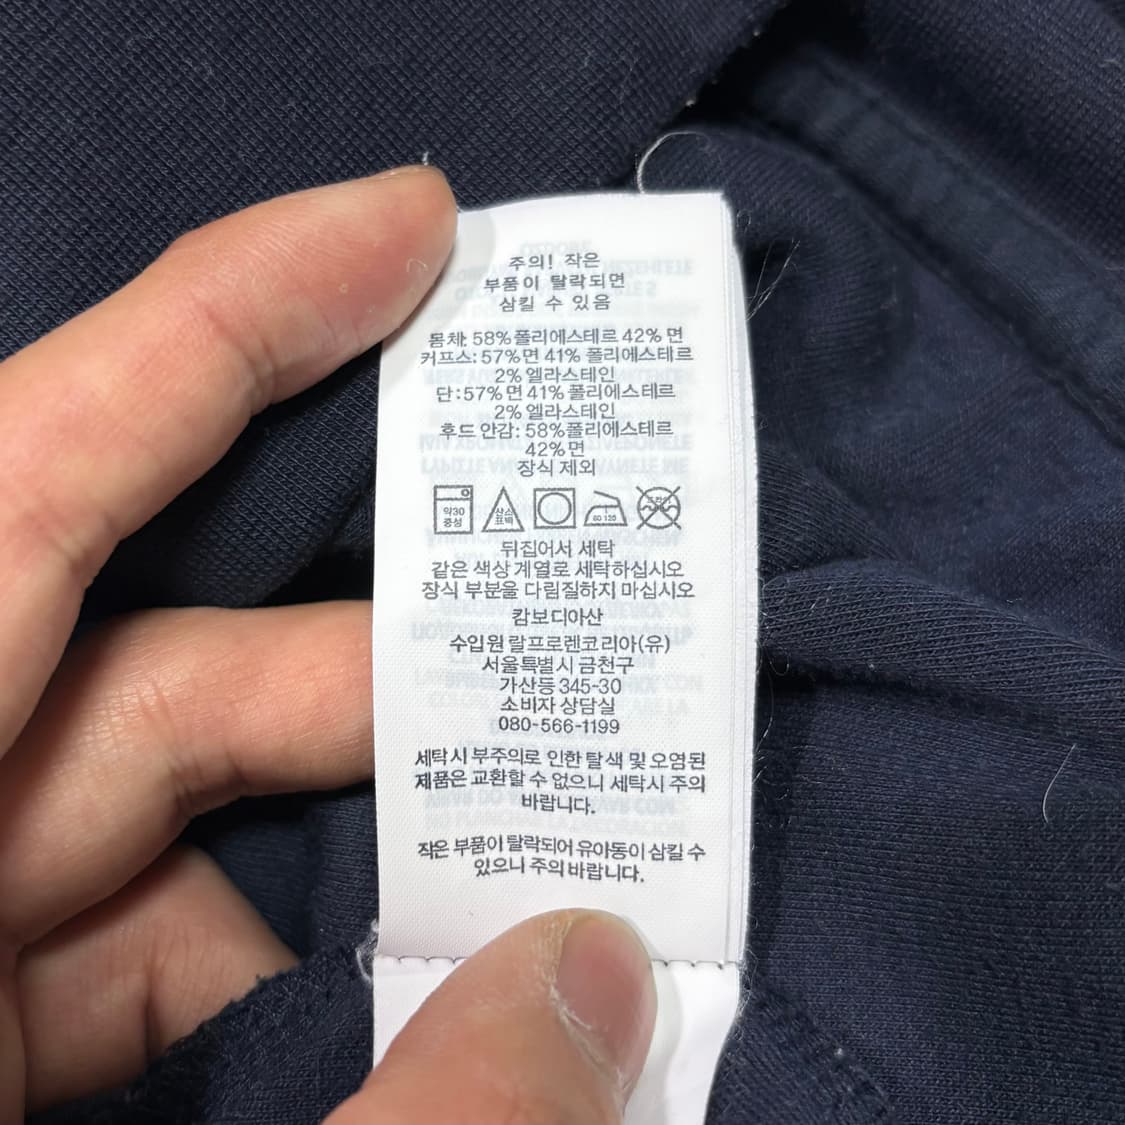 주의! 작은
부품이 탈락되면
삼킬 수 있음
몸체: 58%폴리에스테르 42%면
커프스: 57%면 41% 폴리에스테르
2%엘라스테인
단:57%면 41%폴리에스테르
2%엘라스테인
후드 안감: 58%폴리에스테르
42%면
장식 제외
약30
중성
산소
표백
80 120
드라이
뒤집어서 세탁
같은 색상 계열로 세탁하십시오
장식 부분을 다림질하지 마십시오
캄보디아산
수입원 랄프로렌코리아(유)
서울특별시 금천구
가산동 345-30
소비자 상담실
080-566-1199
세탁시 부주의로 인한 탈색 및 오염된
제품은 교환할 수 없으니 세탁시 주의
바랍니다.
작은 부품이 탈락되어 유아동이 삼킬 수
있으니 주의 바랍니다.